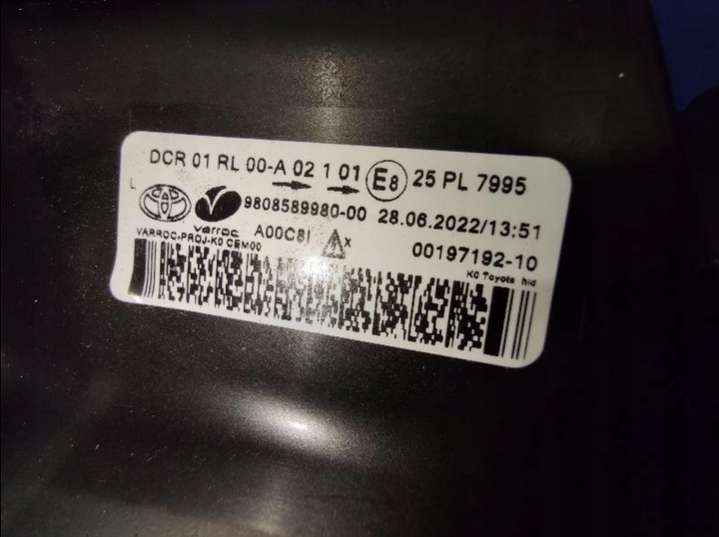 DCR 01 RL 00-A 02 1 01 E8 25 PL 7995
L
varroc
9808589980-00 28.06.2022/13:51
A00C8I X 00197192-10
VARROC-PROJ-K0 CEM00
K0 Toyota hid